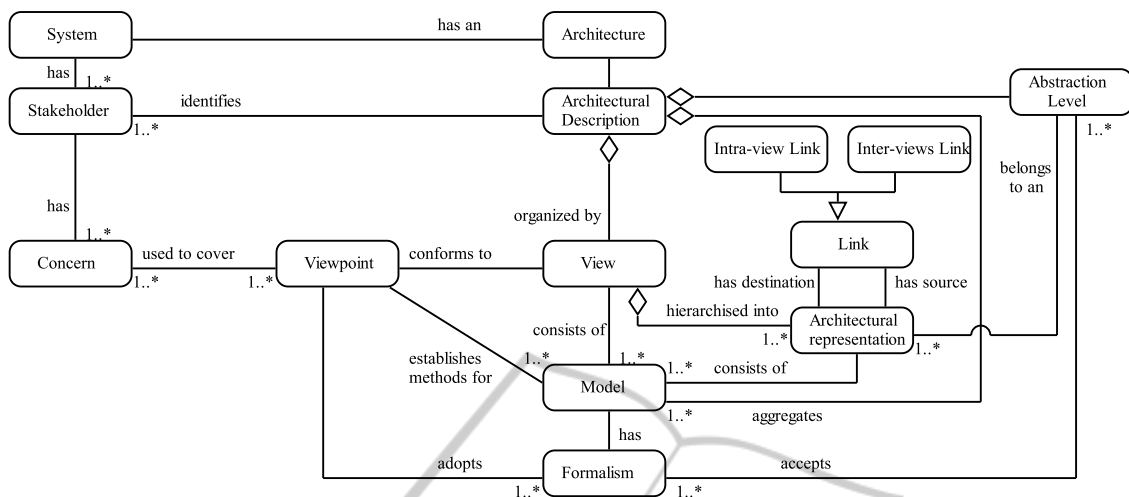 System
has an
Architecture
has
1..*
Stakeholder
identifies
1..*
Architectural
Description
Abstraction
Level
1..*
Intra-view Link
Inter-views Link
belongs
to an
has
1..*
organized by
Link
Concern
used to cover
1..*
1..*
Viewpoint
conforms to
View
has destination
has source
hierarchised into
1..*
Architectural
representation
1..*
consists of
establishes
methods for
1..*
1..*
1..*
consists of
Model
1..*
aggregates
has
adopts
1..*
Formalism
1..*
accepts